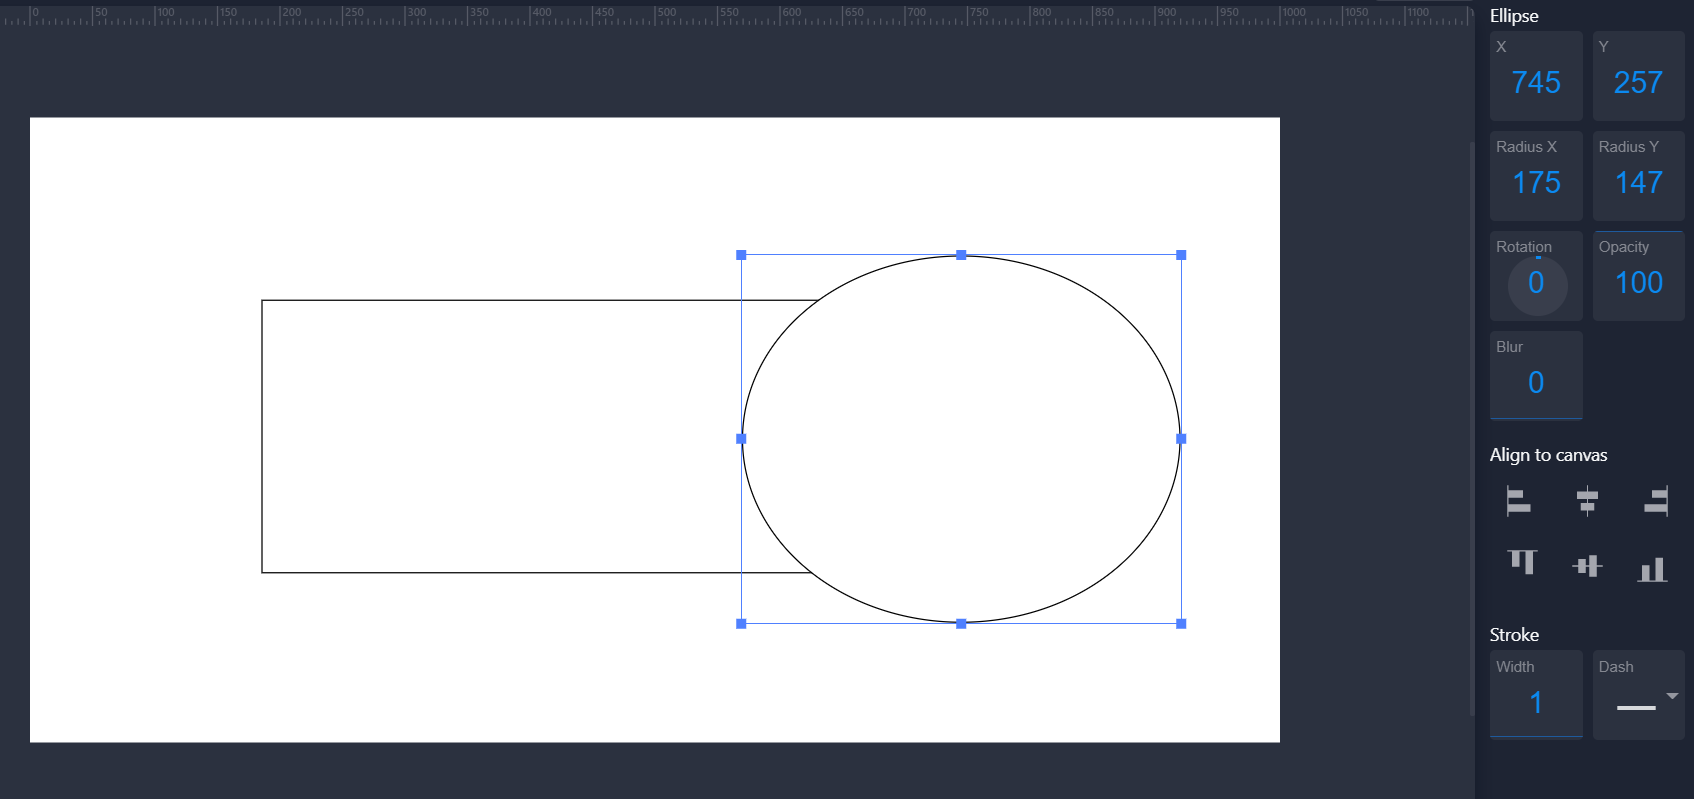 0 50 100 150 200 250 300 350 400 450 500 550 600 650 700 750 800 850 900 950 1000 1050 1100
Ellipse
X Y
745 257
Radius X Radius Y
175 147
Rotation Opacity
0 100
Blur
0
Align to canvas
Stroke
Width Dash
1